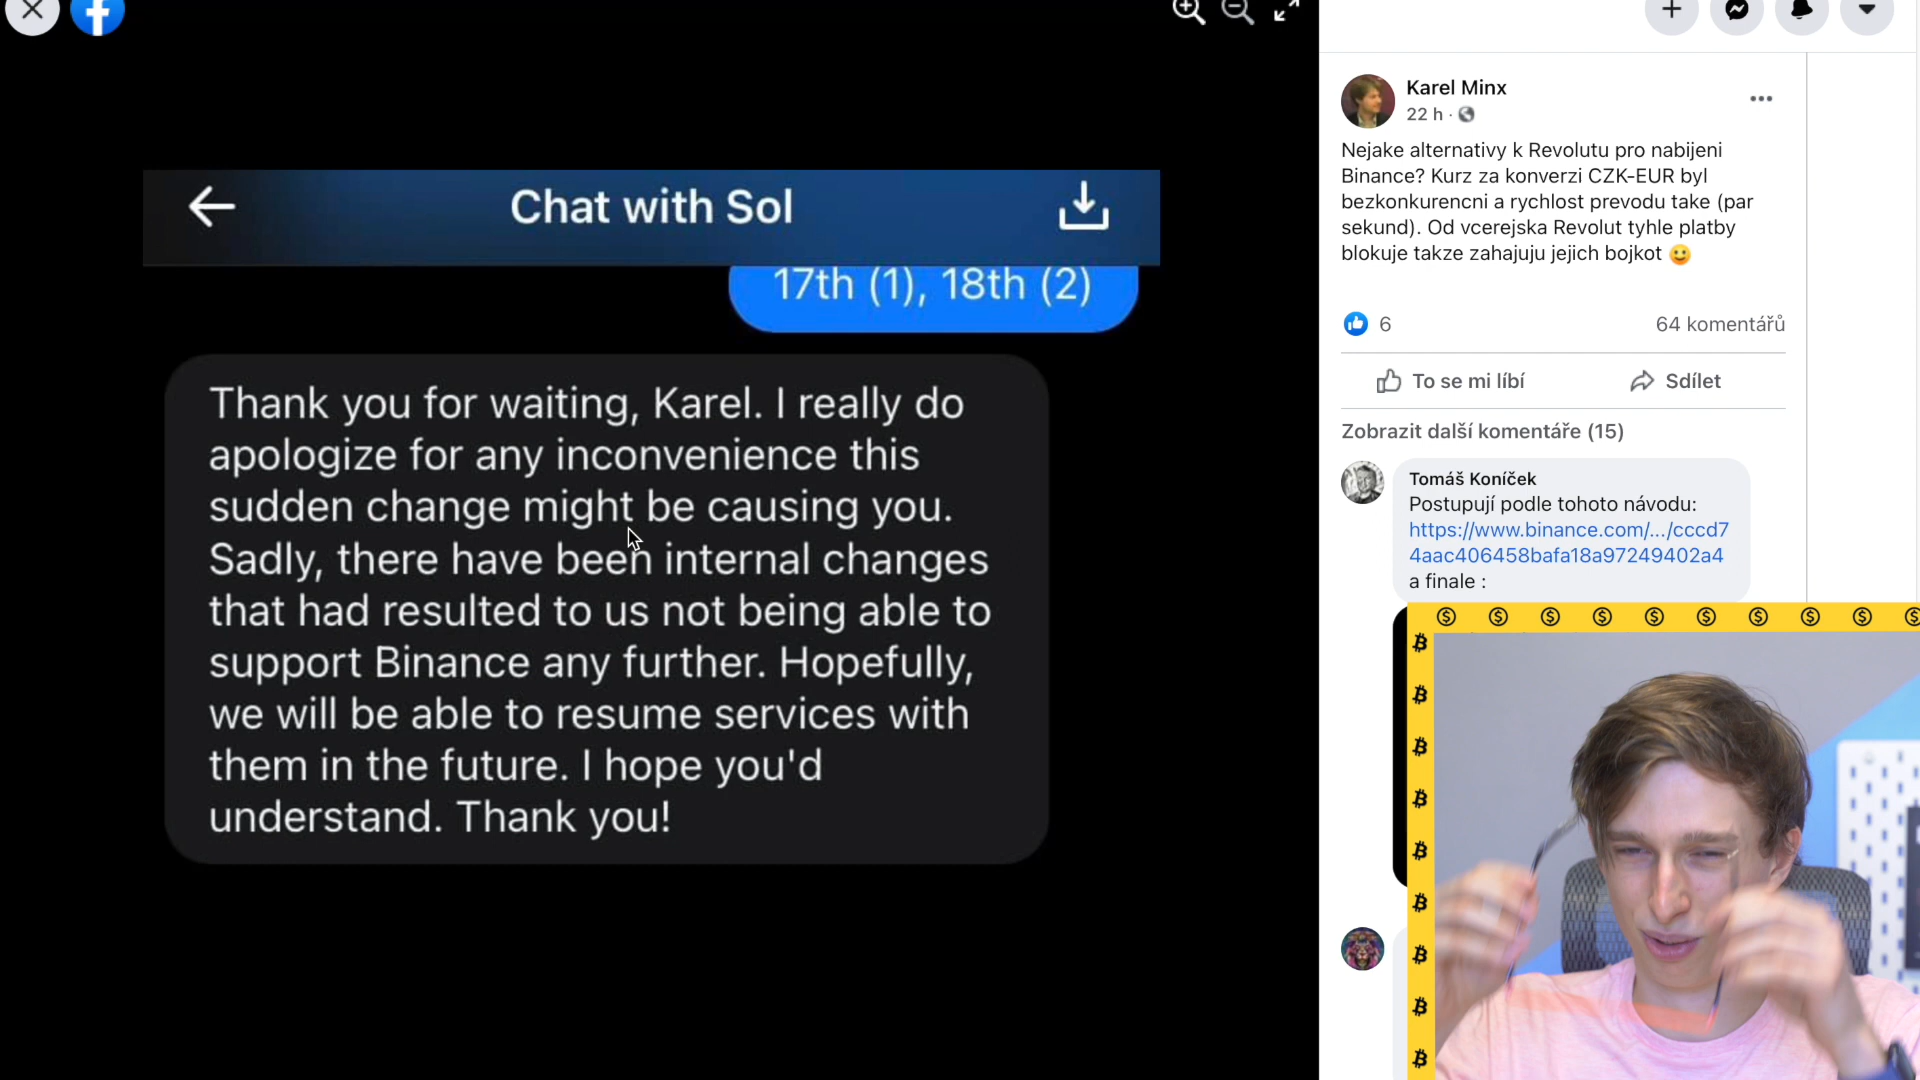 Chat with Sol
17th (1), 18th (2)
Thank you for waiting, Karel. I really do
apologize for any inconvenience this
sudden change might be causing you.
Sadly, there have been internal changes
that had resulted to us not being able to
support Binance any further. Hopefully,
we will be able to resume services with
them in the future. I hope you'd
understand. Thank you!
Karel Minx
22 h ·
Nejake alternativy k Revolutu pro nabijeni
Binance? Kurz za konverzi CZK-EUR byl
bezkonkurencni a rychlost prevodu take (par
sekund). Od vcerejska Revolut tyhle platby
blokuje takze zahajuju jejich bojkot 🙂
6
64 komentářů
To se mi líbí
Sdílet
Zobrazit další komentáře (15)
Tomáš Koníček
Postupují podle tohoto návodu:
https://www.binance.com/.../cccd7
4aac406458bafa18a97249402a4
a finale :